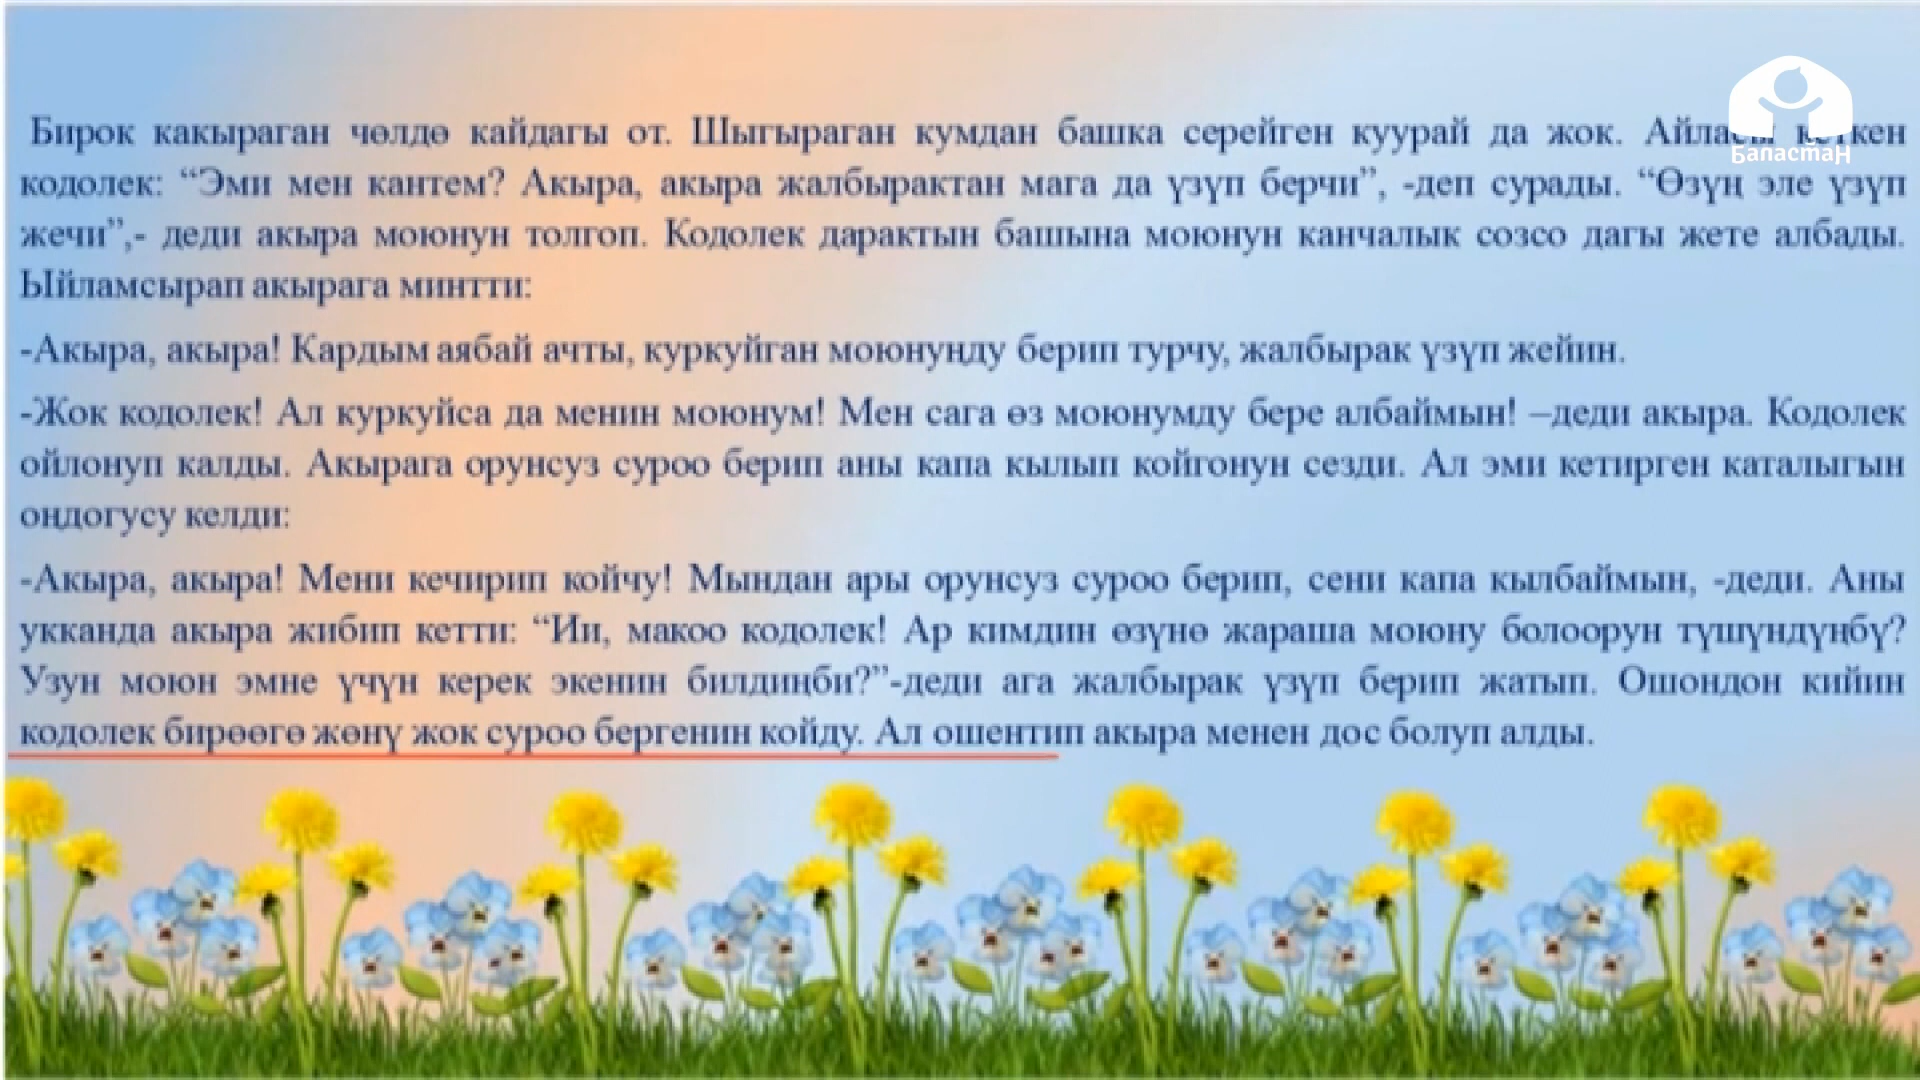 Баластан
Бирок какыраган чөлдө кайдагы от. Шыгыраган кумдан башка серейген куурай да жок. Айласы кеткен
кодолек: “Эми мен кантем? Акыра, акыра жалбырактан мага да үзүп берчи”, -деп сурады. “Өзүң эле үзүп
жечи”,- деди акыра моюнун толгоп. Кодолек дарактын башына моюнун канчалык созсо дагы жете албады.
Ыйламсырап акырага минтти:
-Акыра, акыра! Кардым аябай ачты, куркуйган моюнуңду берип турчу, жалбырак үзүп жейин.
-Жок кодолек! Ал куркуйса да менин моюнум! Мен сага өз моюнумду бере албаймын! –деди акыра. Кодолек
ойлонуп калды. Акырага орунсуз суроо берип аны капа кылып койгонун сезди. Ал эми кетирген каталыгын
оңдогусу келди:
-Акыра, акыра! Мени кечирип койчу! Мындан ары орунсуз суроо берип, сени капа кылбаймын, -деди. Аны
укканда акыра жибип кетти: “Ии, макоо кодолек! Ар кимдин өзүнө жараша моюну болоорун түшүндүңбү?
Узун моюн эмне үчүн керек экенин билдиңби?”-деди ага жалбырак үзүп берип жатып. Ошондон кийин
кодолек бирөөгө жөнү жок суроо бергенин койду. Ал ошентип акыра менен дос болуп алды.